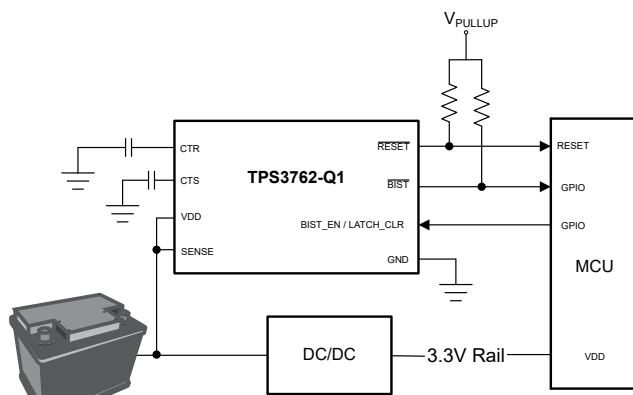 VPULLUP
CTR
RESET
RESET
CTS
TPS3762-Q1
BIST
GPIO
VDD
BIST_EN / LATCH_CLR
GPIO
SENSE
GND
MCU
DC/DC
3.3V Rail
VDD